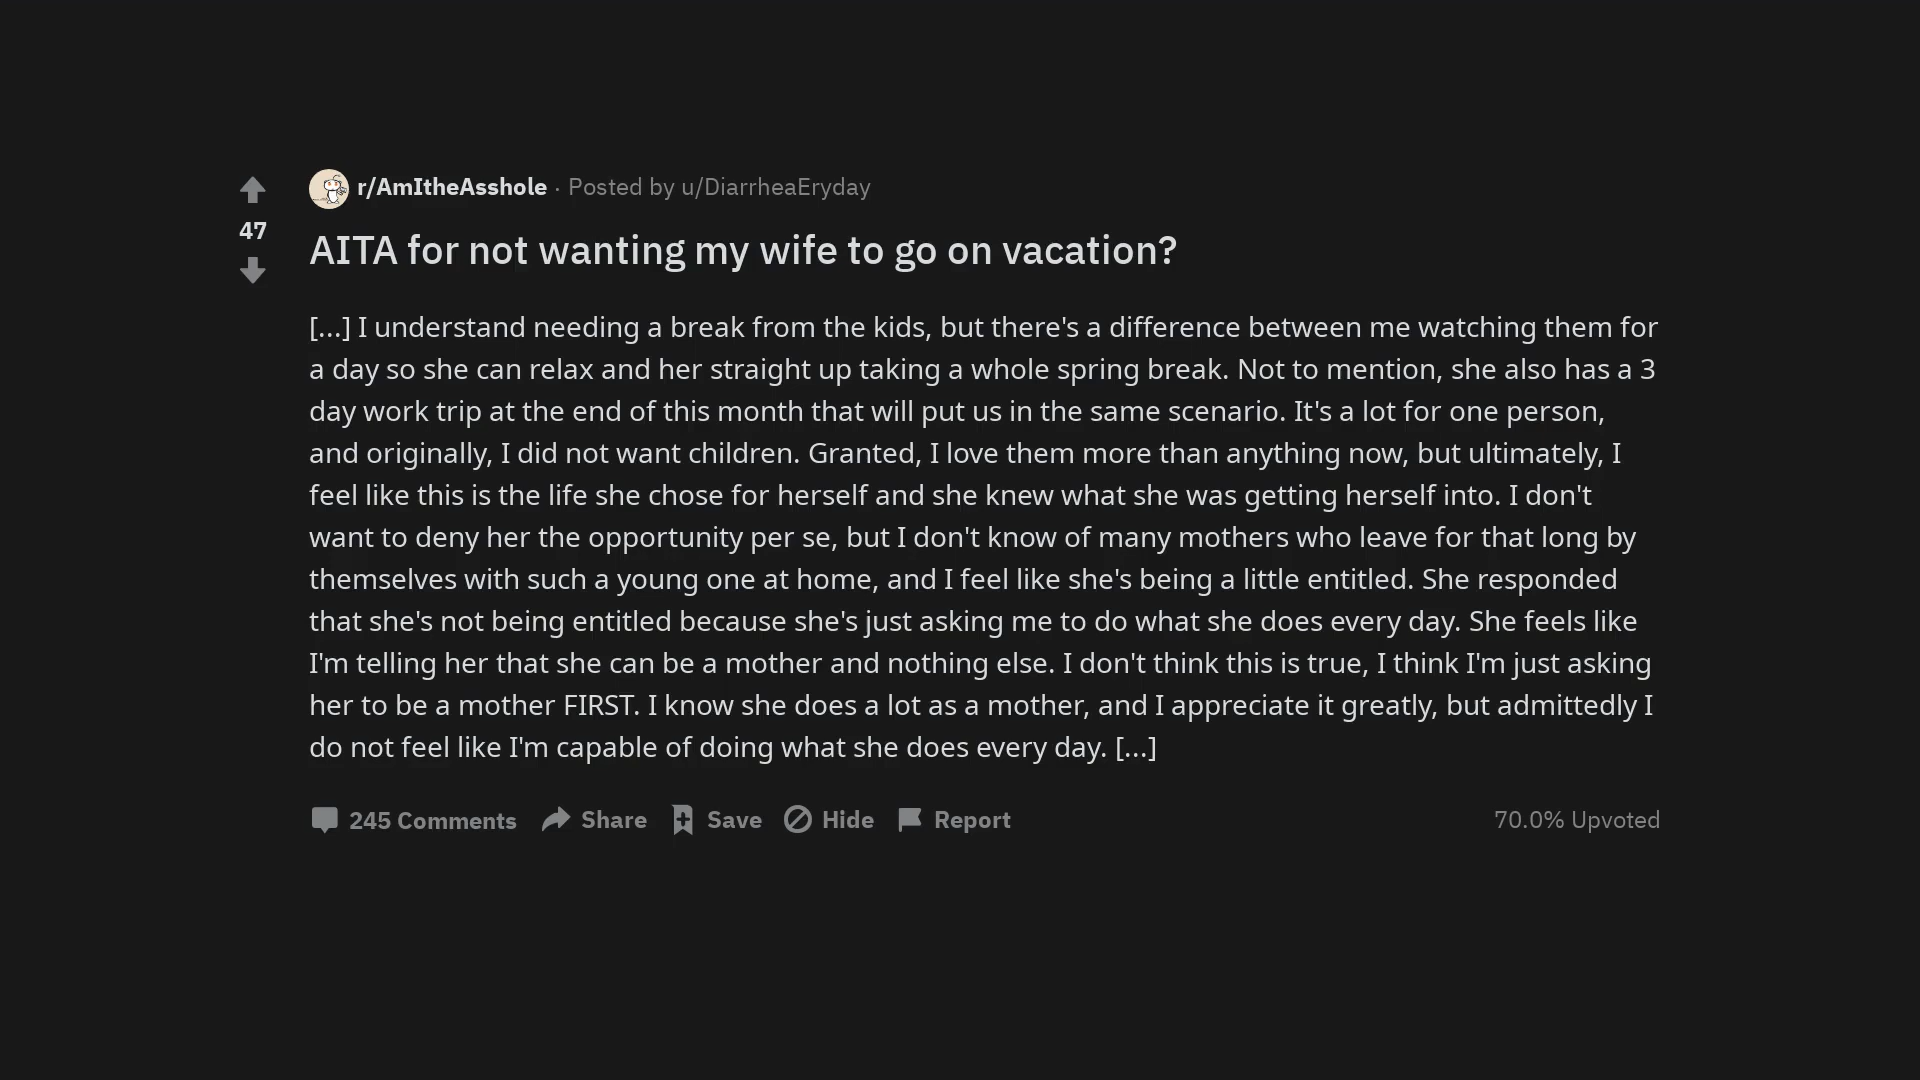 r/AmItheAsshole · Posted by u/DiarrheaEryday
47
AITA for not wanting my wife to go on vacation?
[...] I understand needing a break from the kids, but there's a difference between me watching them for
a day so she can relax and her straight up taking a whole spring break. Not to mention, she also has a 3
day work trip at the end of this month that will put us in the same scenario. It's a lot for one person,
and originally, I did not want children. Granted, I love them more than anything now, but ultimately, I
feel like this is the life she chose for herself and she knew what she was getting herself into. I don't
want to deny her the opportunity per se, but I don't know of many mothers who leave for that long by
themselves with such a young one at home, and I feel like she's being a little entitled. She responded
that she's not being entitled because she's just asking me to do what she does every day. She feels like
I'm telling her that she can be a mother and nothing else. I don't think this is true, I think I'm just asking
her to be a mother FIRST. I know she does a lot as a mother, and I appreciate it greatly, but admittedly I
do not feel like I'm capable of doing what she does every day. [...]
245 Comments Share Save Hide Report 70.0% Upvoted